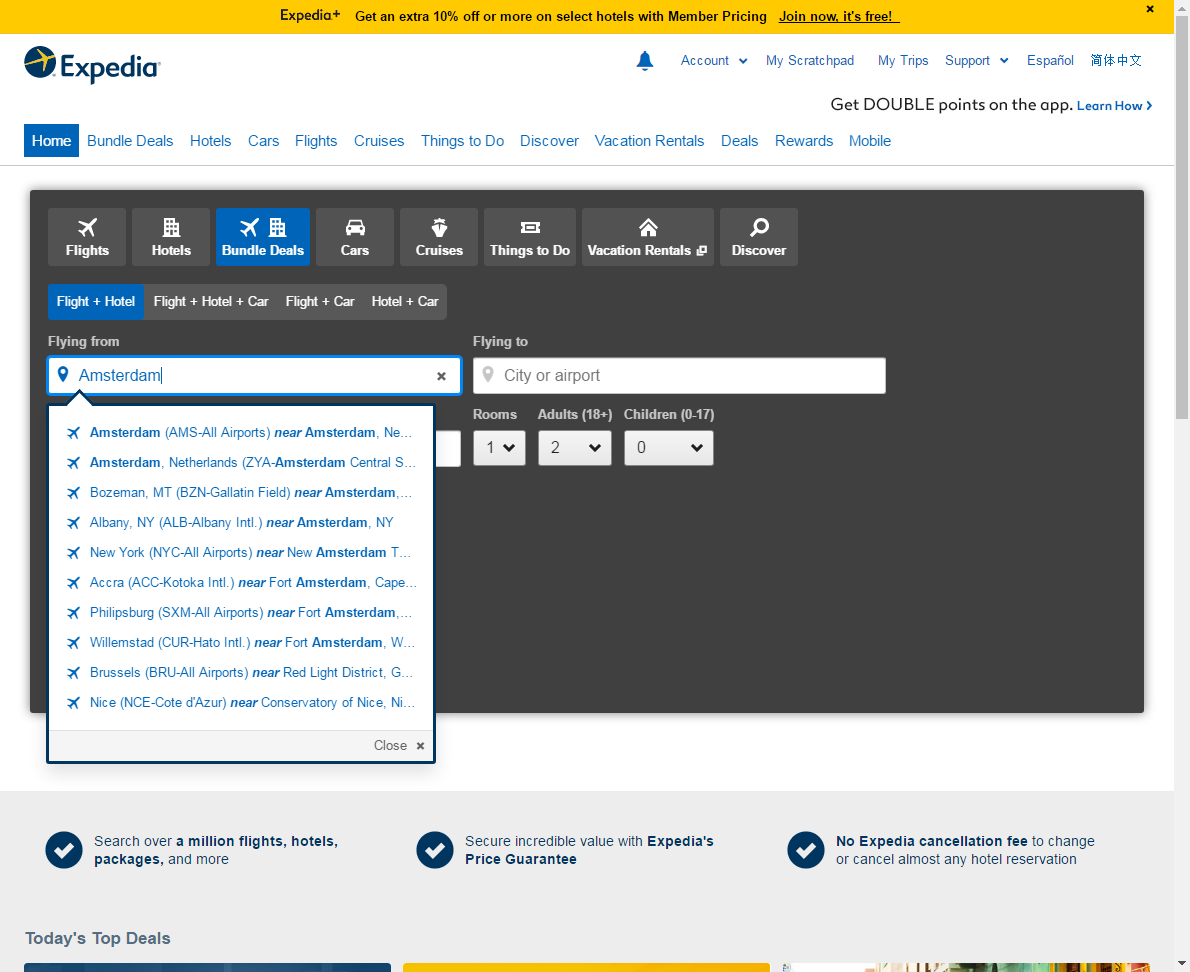 Expedia+ Get an extra 10% off or more on select hotels with Member Pricing Join now, it's free!
Expedia
Account My Scratchpad My Trips Support Español 简体中文
Get DOUBLE points on the app. Learn How
Home Bundle Deals Hotels Cars Flights Cruises Things to Do Discover Vacation Rentals Deals Rewards Mobile
Flights Hotels Bundle Deals Cars Cruises Things to Do Vacation Rentals Discover
Flight + Hotel Flight + Hotel + Car Flight + Car Hotel + Car
Flying from Flying to
Amsterdam City or airport
Rooms Adults (18+) Children (0-17)
1 2 0
Amsterdam (AMS-All Airports) near Amsterdam, Ne...
Amsterdam, Netherlands (ZYA-Amsterdam Central S...
Bozeman, MT (BZN-Gallatin Field) near Amsterdam,...
Albany, NY (ALB-Albany Intl.) near Amsterdam, NY
New York (NYC-All Airports) near New Amsterdam T...
Accra (ACC-Kotoka Intl.) near Fort Amsterdam, Cape...
Philipsburg (SXM-All Airports) near Fort Amsterdam,...
Willemstad (CUR-Hato Intl.) near Fort Amsterdam, W...
Brussels (BRU-All Airports) near Red Light District, G...
Nice (NCE-Cote d'Azur) near Conservatory of Nice, Ni...
Close
Search over a million flights, hotels,
packages, and more
Secure incredible value with Expedia's
Price Guarantee
No Expedia cancellation fee to change
or cancel almost any hotel reservation
Today's Top Deals